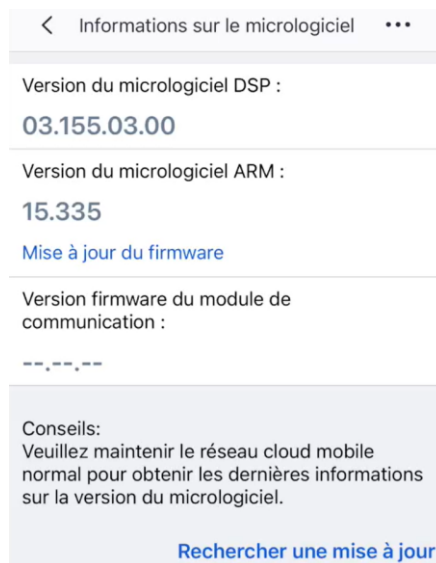 Informations sur le micrologiciel
Version du micrologiciel DSP :
03.155.03.00
Version du micrologiciel ARM :
15.335
Mise à jour du firmware
Version firmware du module de
communication :
--.--.--
Conseils:
Veuillez maintenir le réseau cloud mobile
normal pour obtenir les dernières informations
sur la version du micrologiciel.
Rechercher une mise à jour